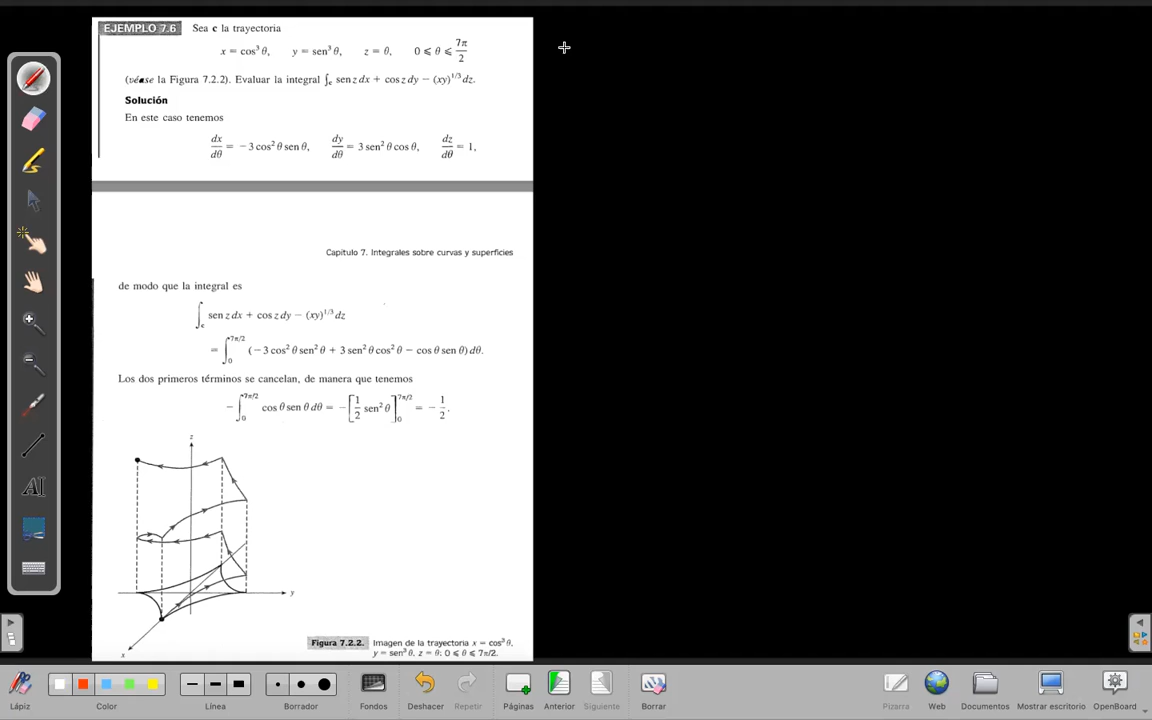 EJEMPLO 7.6 Sea c la trayectoria
x = cos³ θ, y = sen³ θ, z = θ, 0 ⩽ θ ⩽ 7π/2
(véase la Figura 7.2.2). Evaluar la integral ∫c sen z dx + cos z dy − (xy)^1/3 dz.
Solución
En este caso tenemos
dx/dθ = − 3 cos² θ sen θ, dy/dθ = 3 sen² θ cos θ, dz/dθ = 1,
Capítulo 7. Integrales sobre curvas y superficies
de modo que la integral es
∫c sen z dx + cos z dy − (xy)^1/3 dz
= ∫0^7π/2 (− 3 cos² θ sen² θ + 3 sen² θ cos² θ − cos θ sen θ) dθ.
Los dos primeros términos se cancelan, de manera que tenemos
− ∫0^7π/2 cos θ sen θ dθ = − [1/2 sen² θ]0^7π/2 = − 1/2.
z
y
x
Figura 7.2.2. Imagen de la trayectoria x = cos³ θ,
y = sen³ θ, z = θ; 0 ⩽ θ ⩽ 7π/2.
Lápiz
Color
Línea
Borrador
Fondos
Deshacer
Repetir
Páginas
Anterior
Siguiente
Borrar
Pizarra
Web
Documentos
Mostrar escritorio
OpenBoard